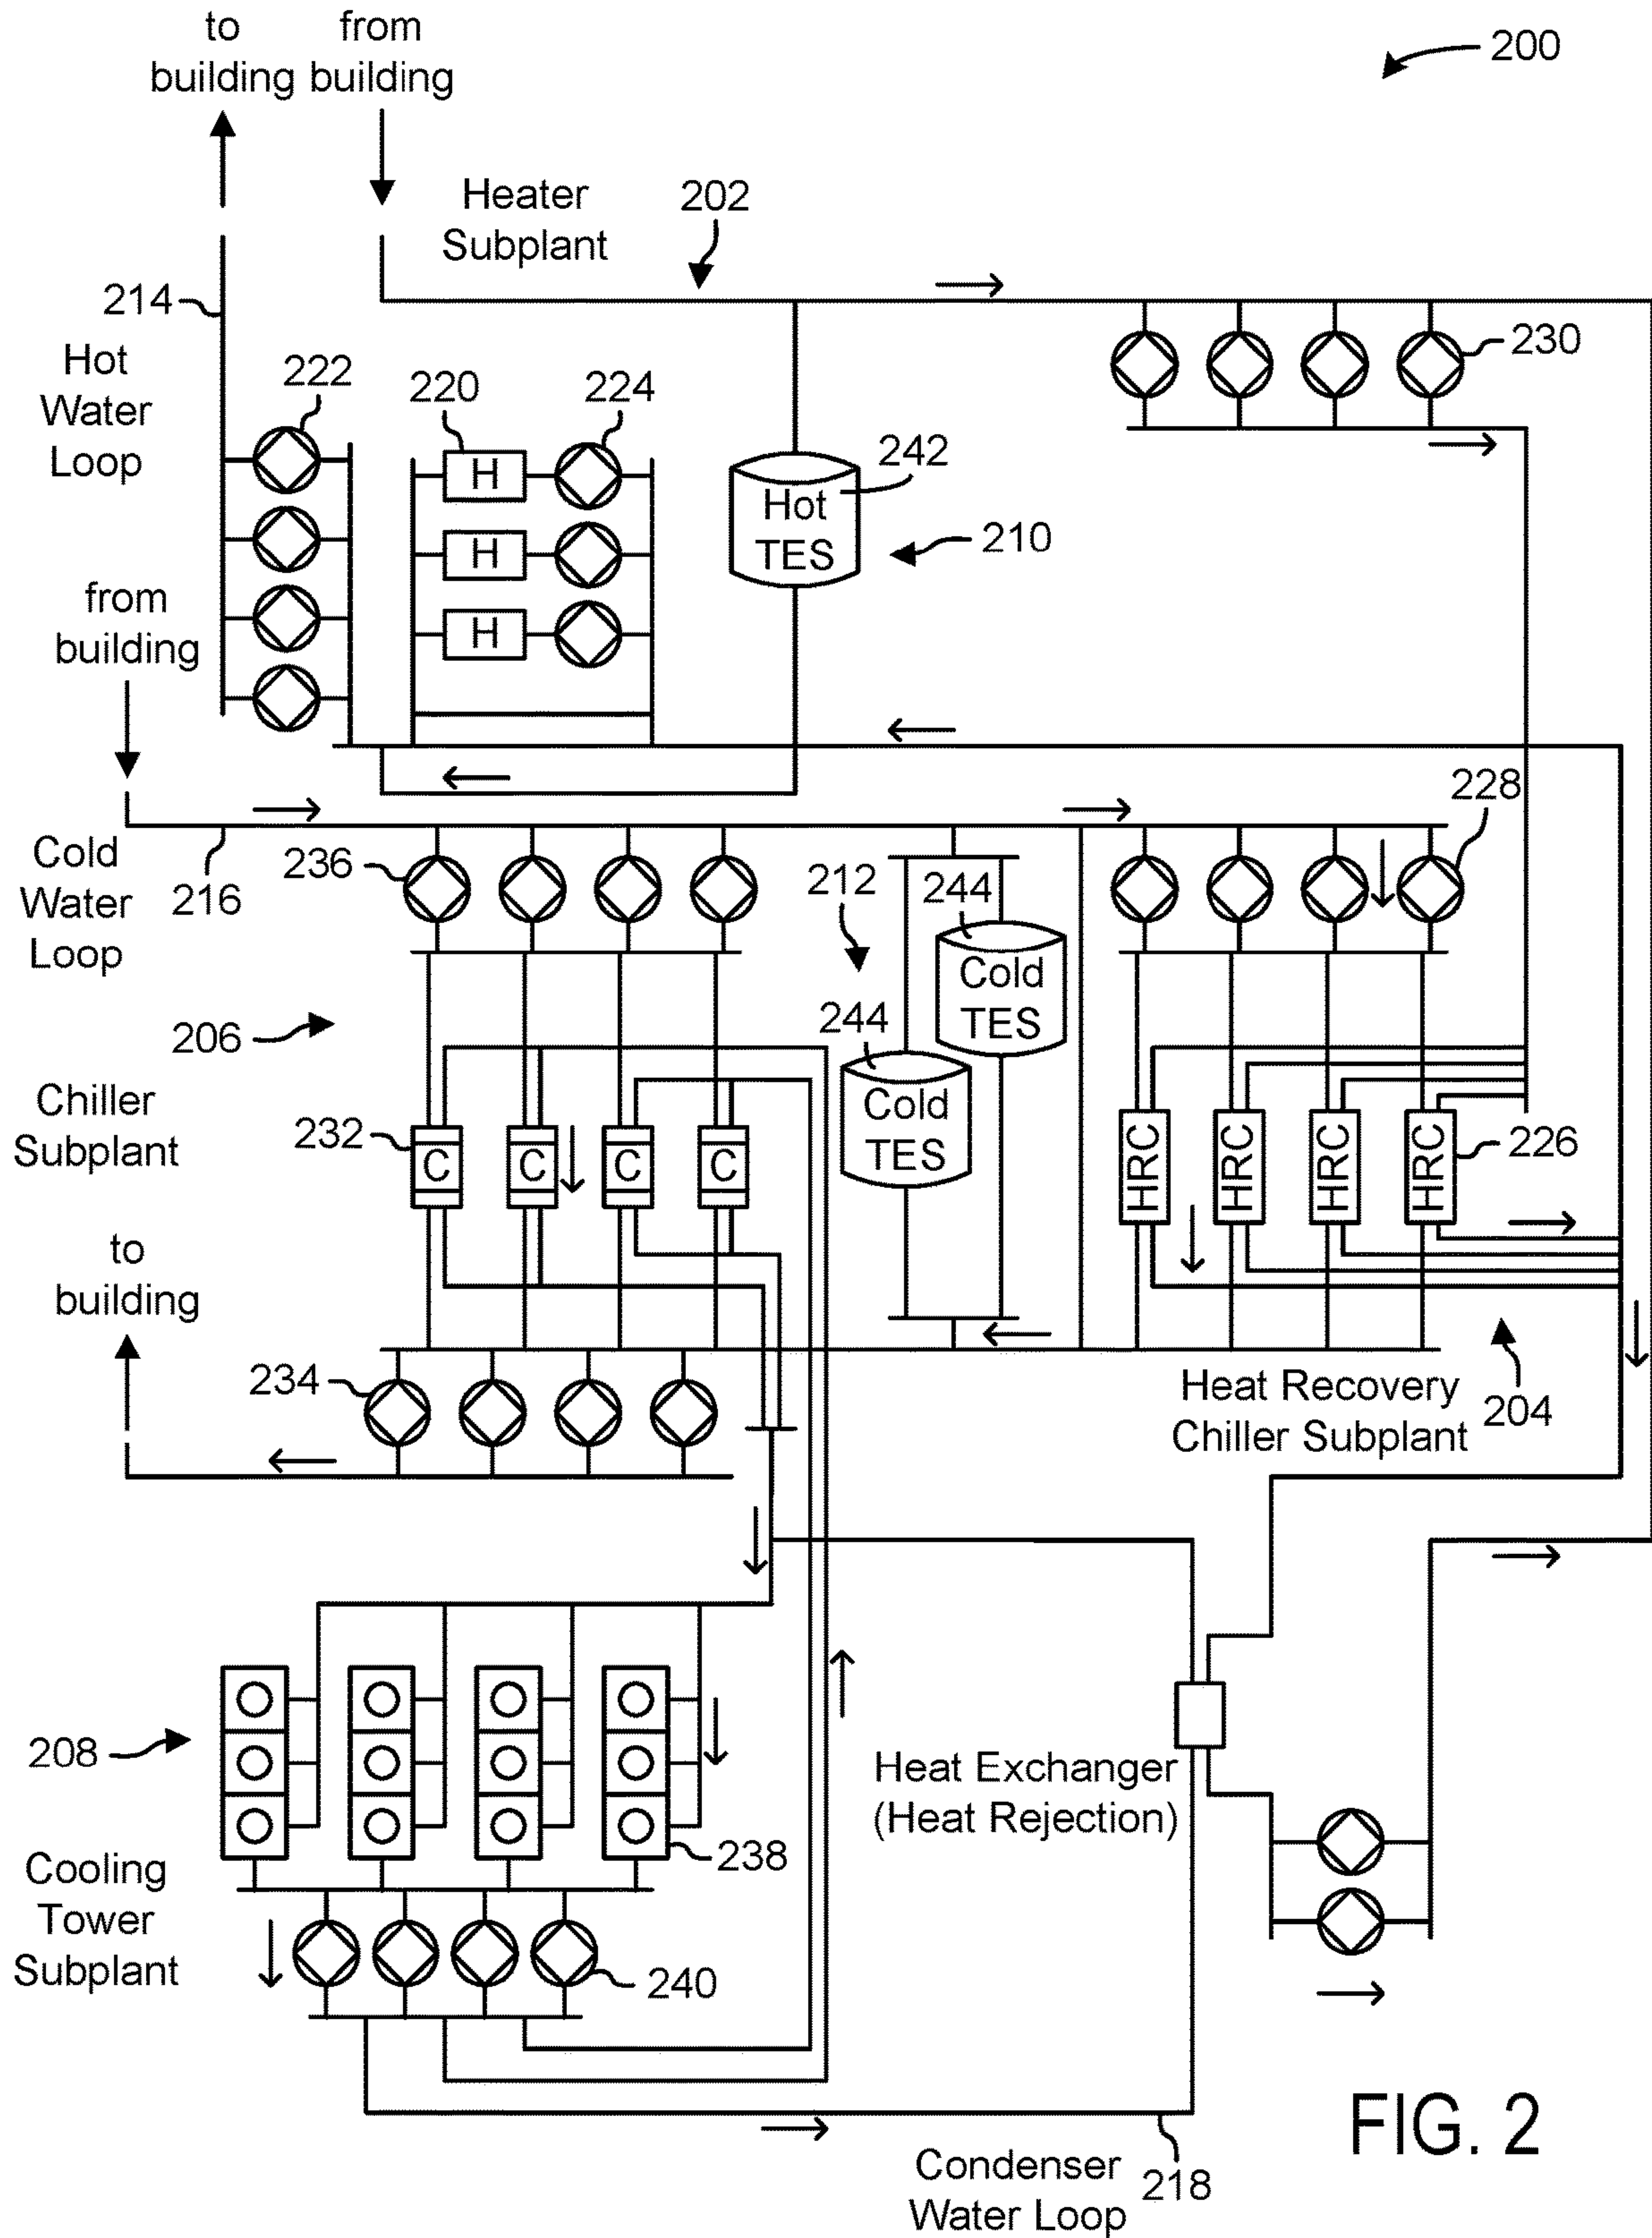 to
building
from
building
200
Heater
Subplant
202
214
Hot
Water
Loop
222
220
224
230
H
H
H
Hot
TES
242
210
from
building
228
Cold
Water
Loop
216
236
212
244
Cold
TES
244
Cold
TES
206
Chiller
Subplant
232
C
C
C
C
HRC
HRC
HRC
HRC
226
to
building
234
Heat Recovery
Chiller Subplant
204
208
Heat Exchanger
(Heat Rejection)
238
Cooling
Tower
Subplant
240
Condenser
Water Loop
218
FIG. 2